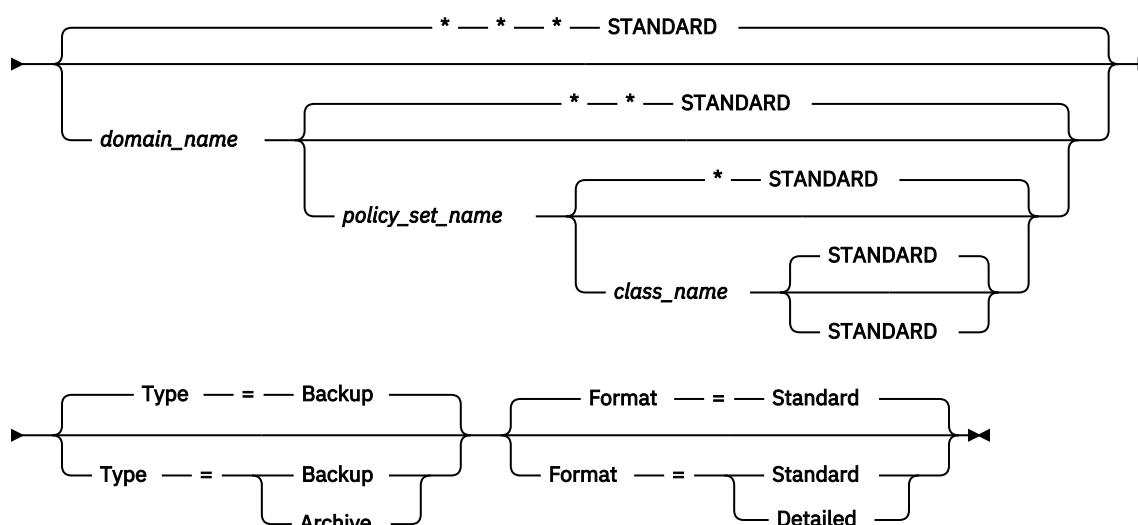 * * * STANDARD
* * STANDARD
domain_name
* STANDARD
policy_set_name
STANDARD
class_name
STANDARD
Type = Backup Format = Standard
Type = Backup Format = Standard
Archive Detailed